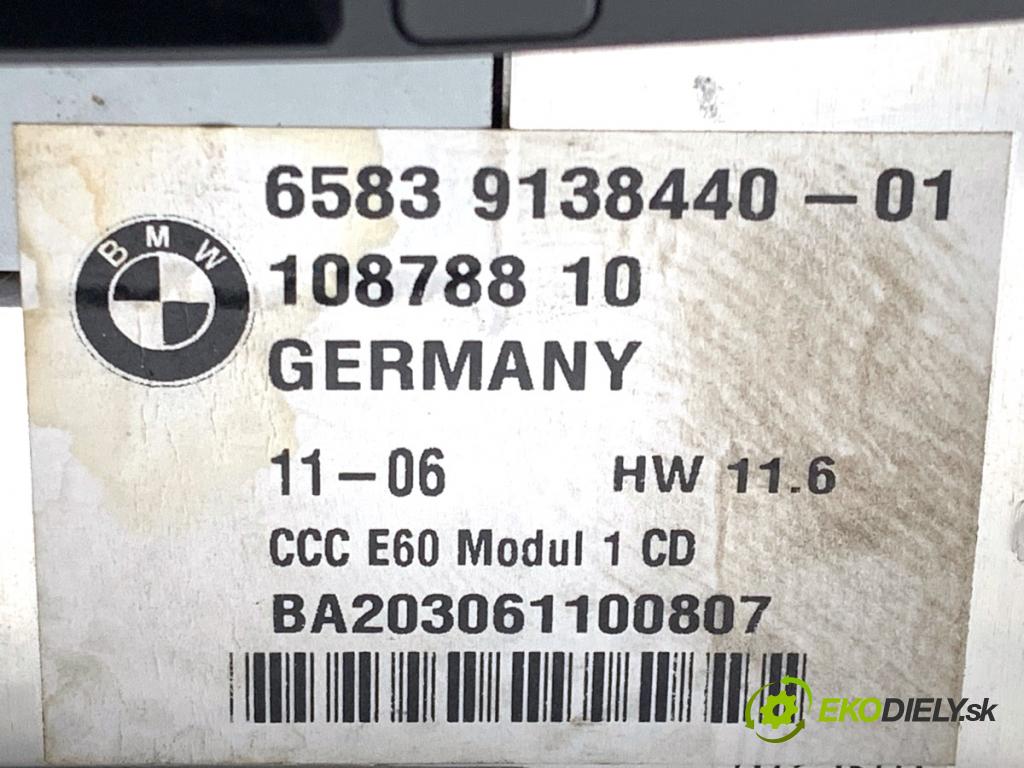 6583 9138440-01
BMW
108788 10
GERMANY
11-06 HW 11.6
CCC E60 Modul 1 CD
BA203061100807
EKODIELY.sk